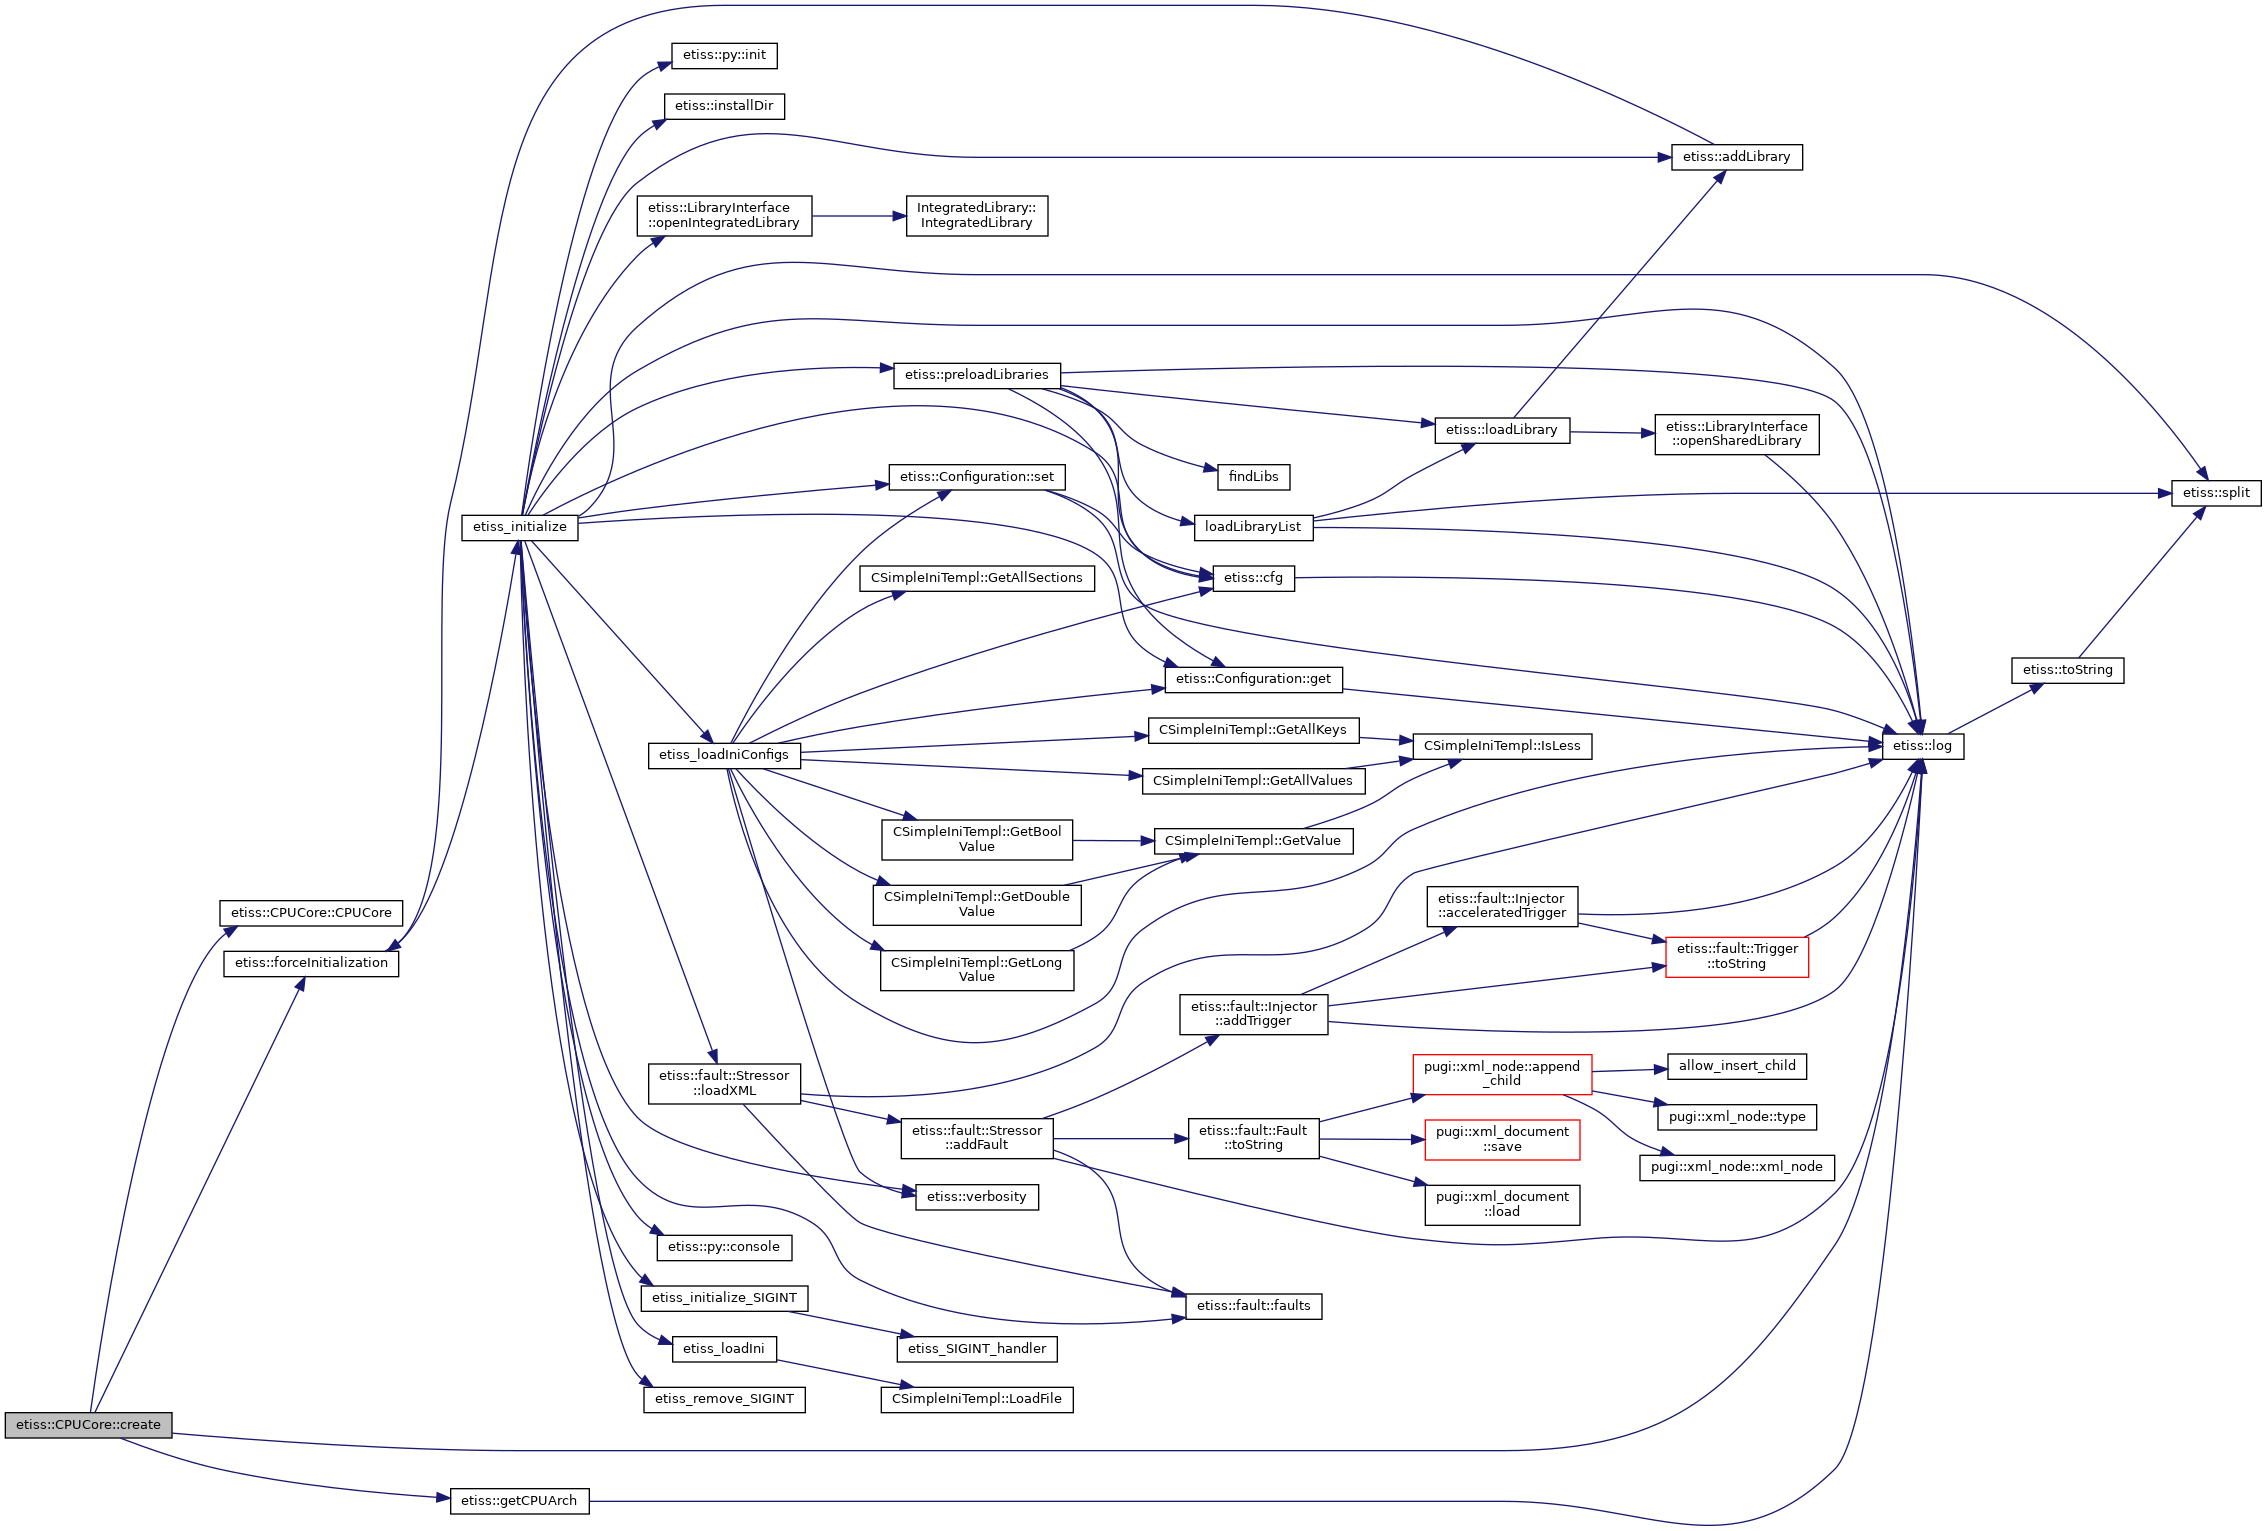 etiss::py::init
etiss::installDir
etiss::addLibrary
etiss::LibraryInterface
::openIntegratedLibrary
IntegratedLibrary::
IntegratedLibrary
etiss::preloadLibraries
etiss::loadLibrary
etiss::LibraryInterface
::openSharedLibrary
etiss::Configuration::set
findLibs
etiss::split
etiss_initialize
loadLibraryList
CSimpleIniTempl::GetAllSections
etiss::cfg
etiss::toString
etiss::Configuration::get
CSimpleIniTempl::GetAllKeys
CSimpleIniTempl::IsLess
etiss::log
etiss_loadIniConfigs
CSimpleIniTempl::GetAllValues
CSimpleIniTempl::GetBool
Value
CSimpleIniTempl::GetValue
CSimpleIniTempl::GetDouble
Value
etiss::CPUCore::CPUCore
etiss::fault::Injector
::acceleratedTrigger
etiss::forceInitialization
CSimpleIniTempl::GetLong
Value
etiss::fault::Trigger
::toString
etiss::fault::Injector
::addTrigger
etiss::fault::Stressor
::loadXML
pugi::xml_node::append
_child
allow_insert_child
pugi::xml_node::type
etiss::fault::Stressor
::addFault
etiss::fault::Fault
::toString
pugi::xml_document
::save
pugi::xml_node::xml_node
etiss::verbosity
pugi::xml_document
::load
etiss::py::console
etiss_initialize_SIGINT
etiss::fault::faults
etiss_loadIni
etiss_SIGINT_handler
etiss_remove_SIGINT
CSimpleIniTempl::LoadFile
etiss::CPUCore::create
etiss::getCPUArch